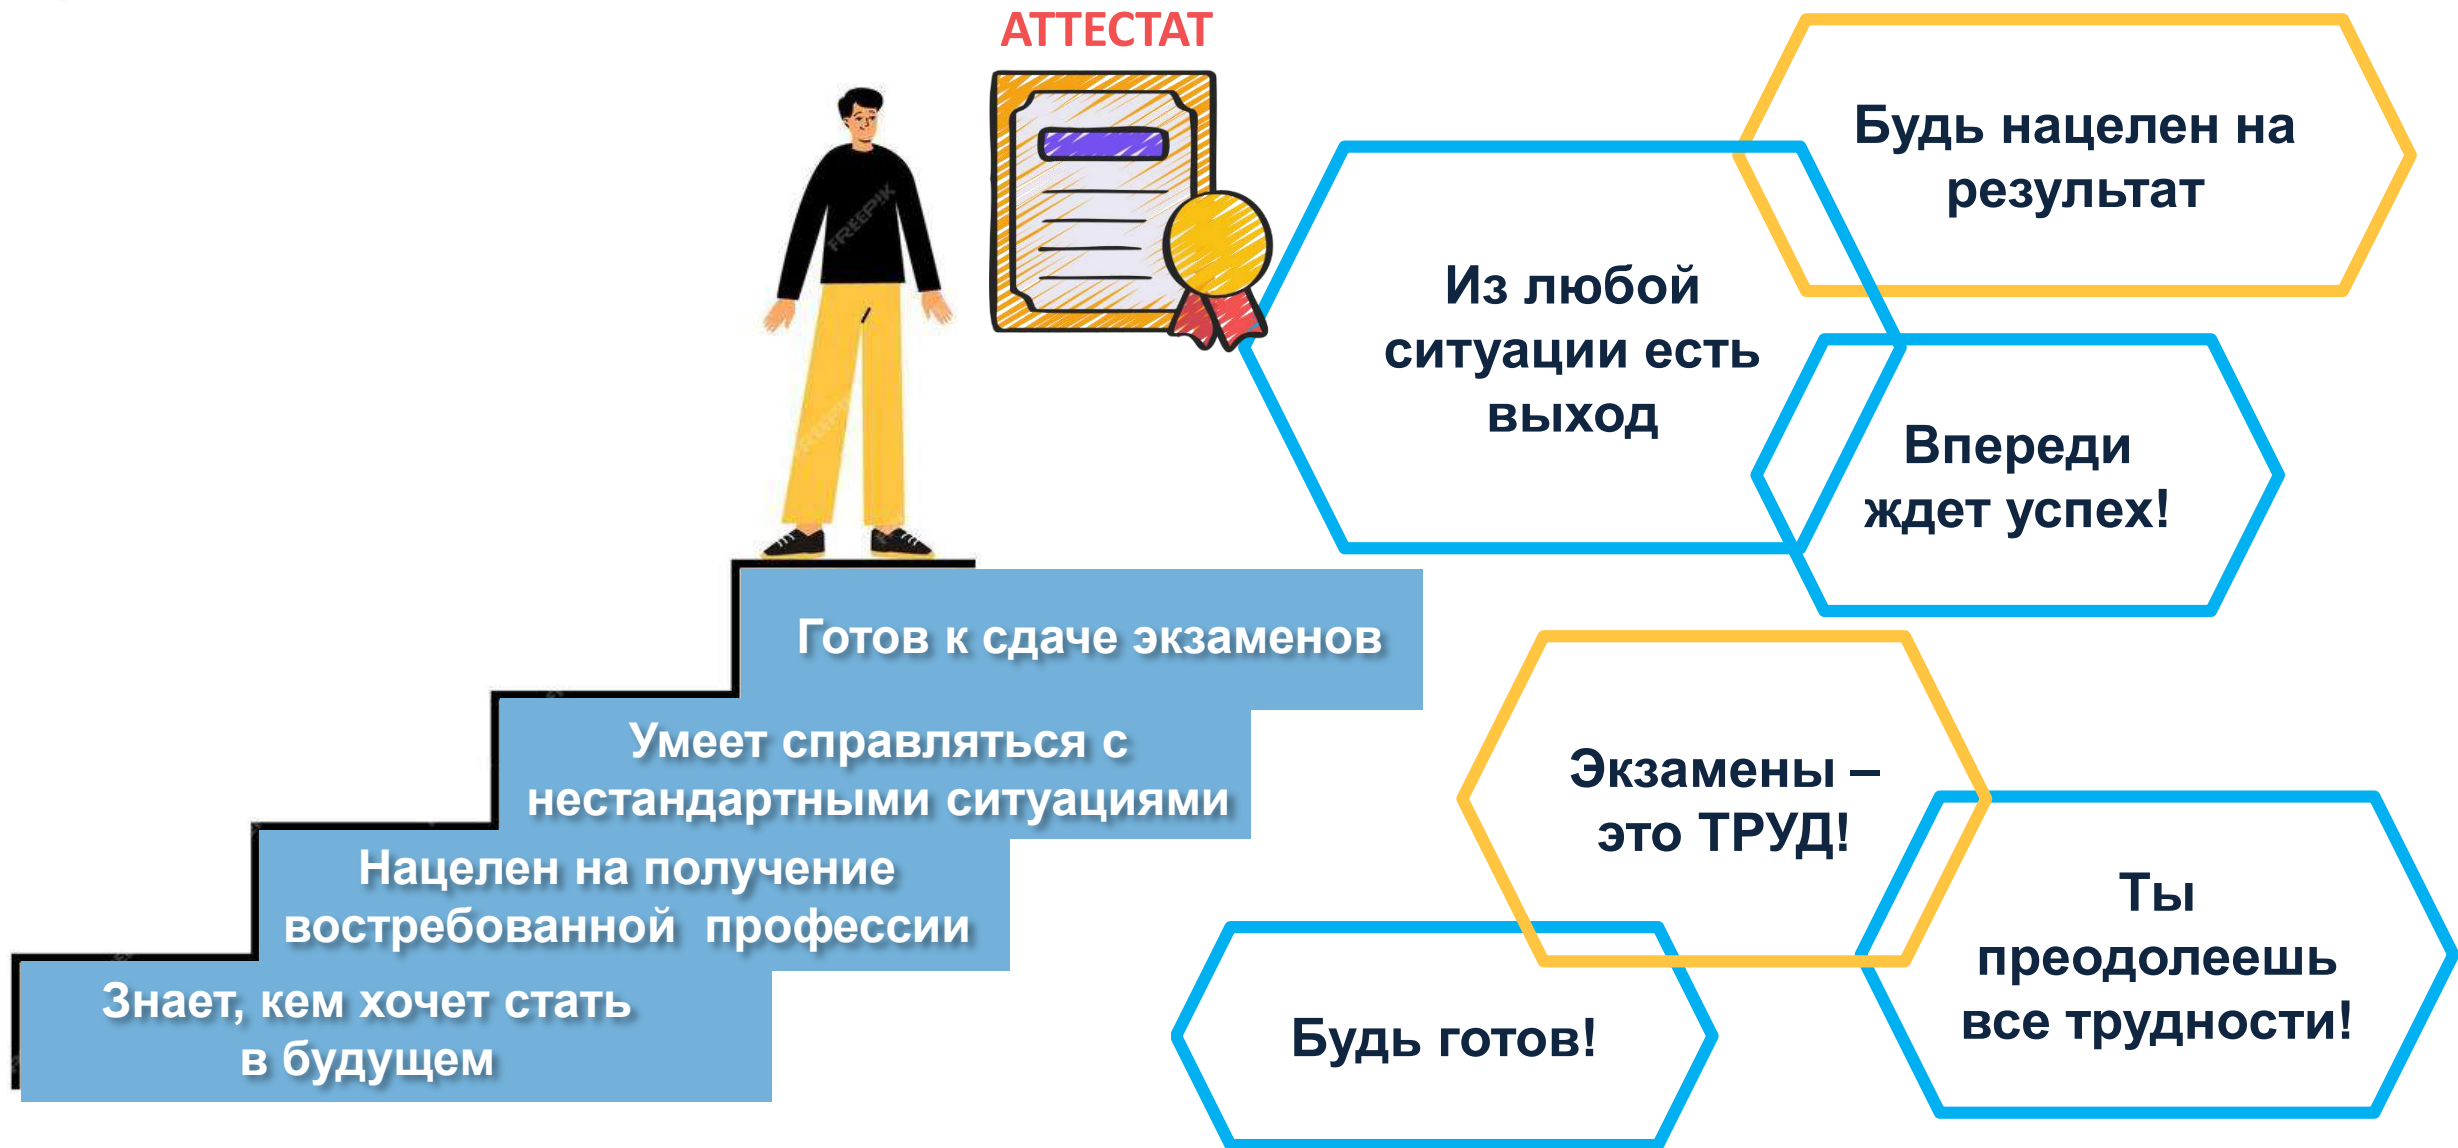 АТТЕСТАТ
Будь нацелен на
результат
Из любой
ситуации есть
выход
Впереди
ждет успех!
Готов к сдаче экзаменов
Умеет справляться с
нестандартными ситуациями
Нацелен на получение
востребованной профессии
Знает, кем хочет стать
в будущем
Экзамены –
это ТРУД!
Ты
преодолеешь
все трудности!
Будь готов!
FREEPIK